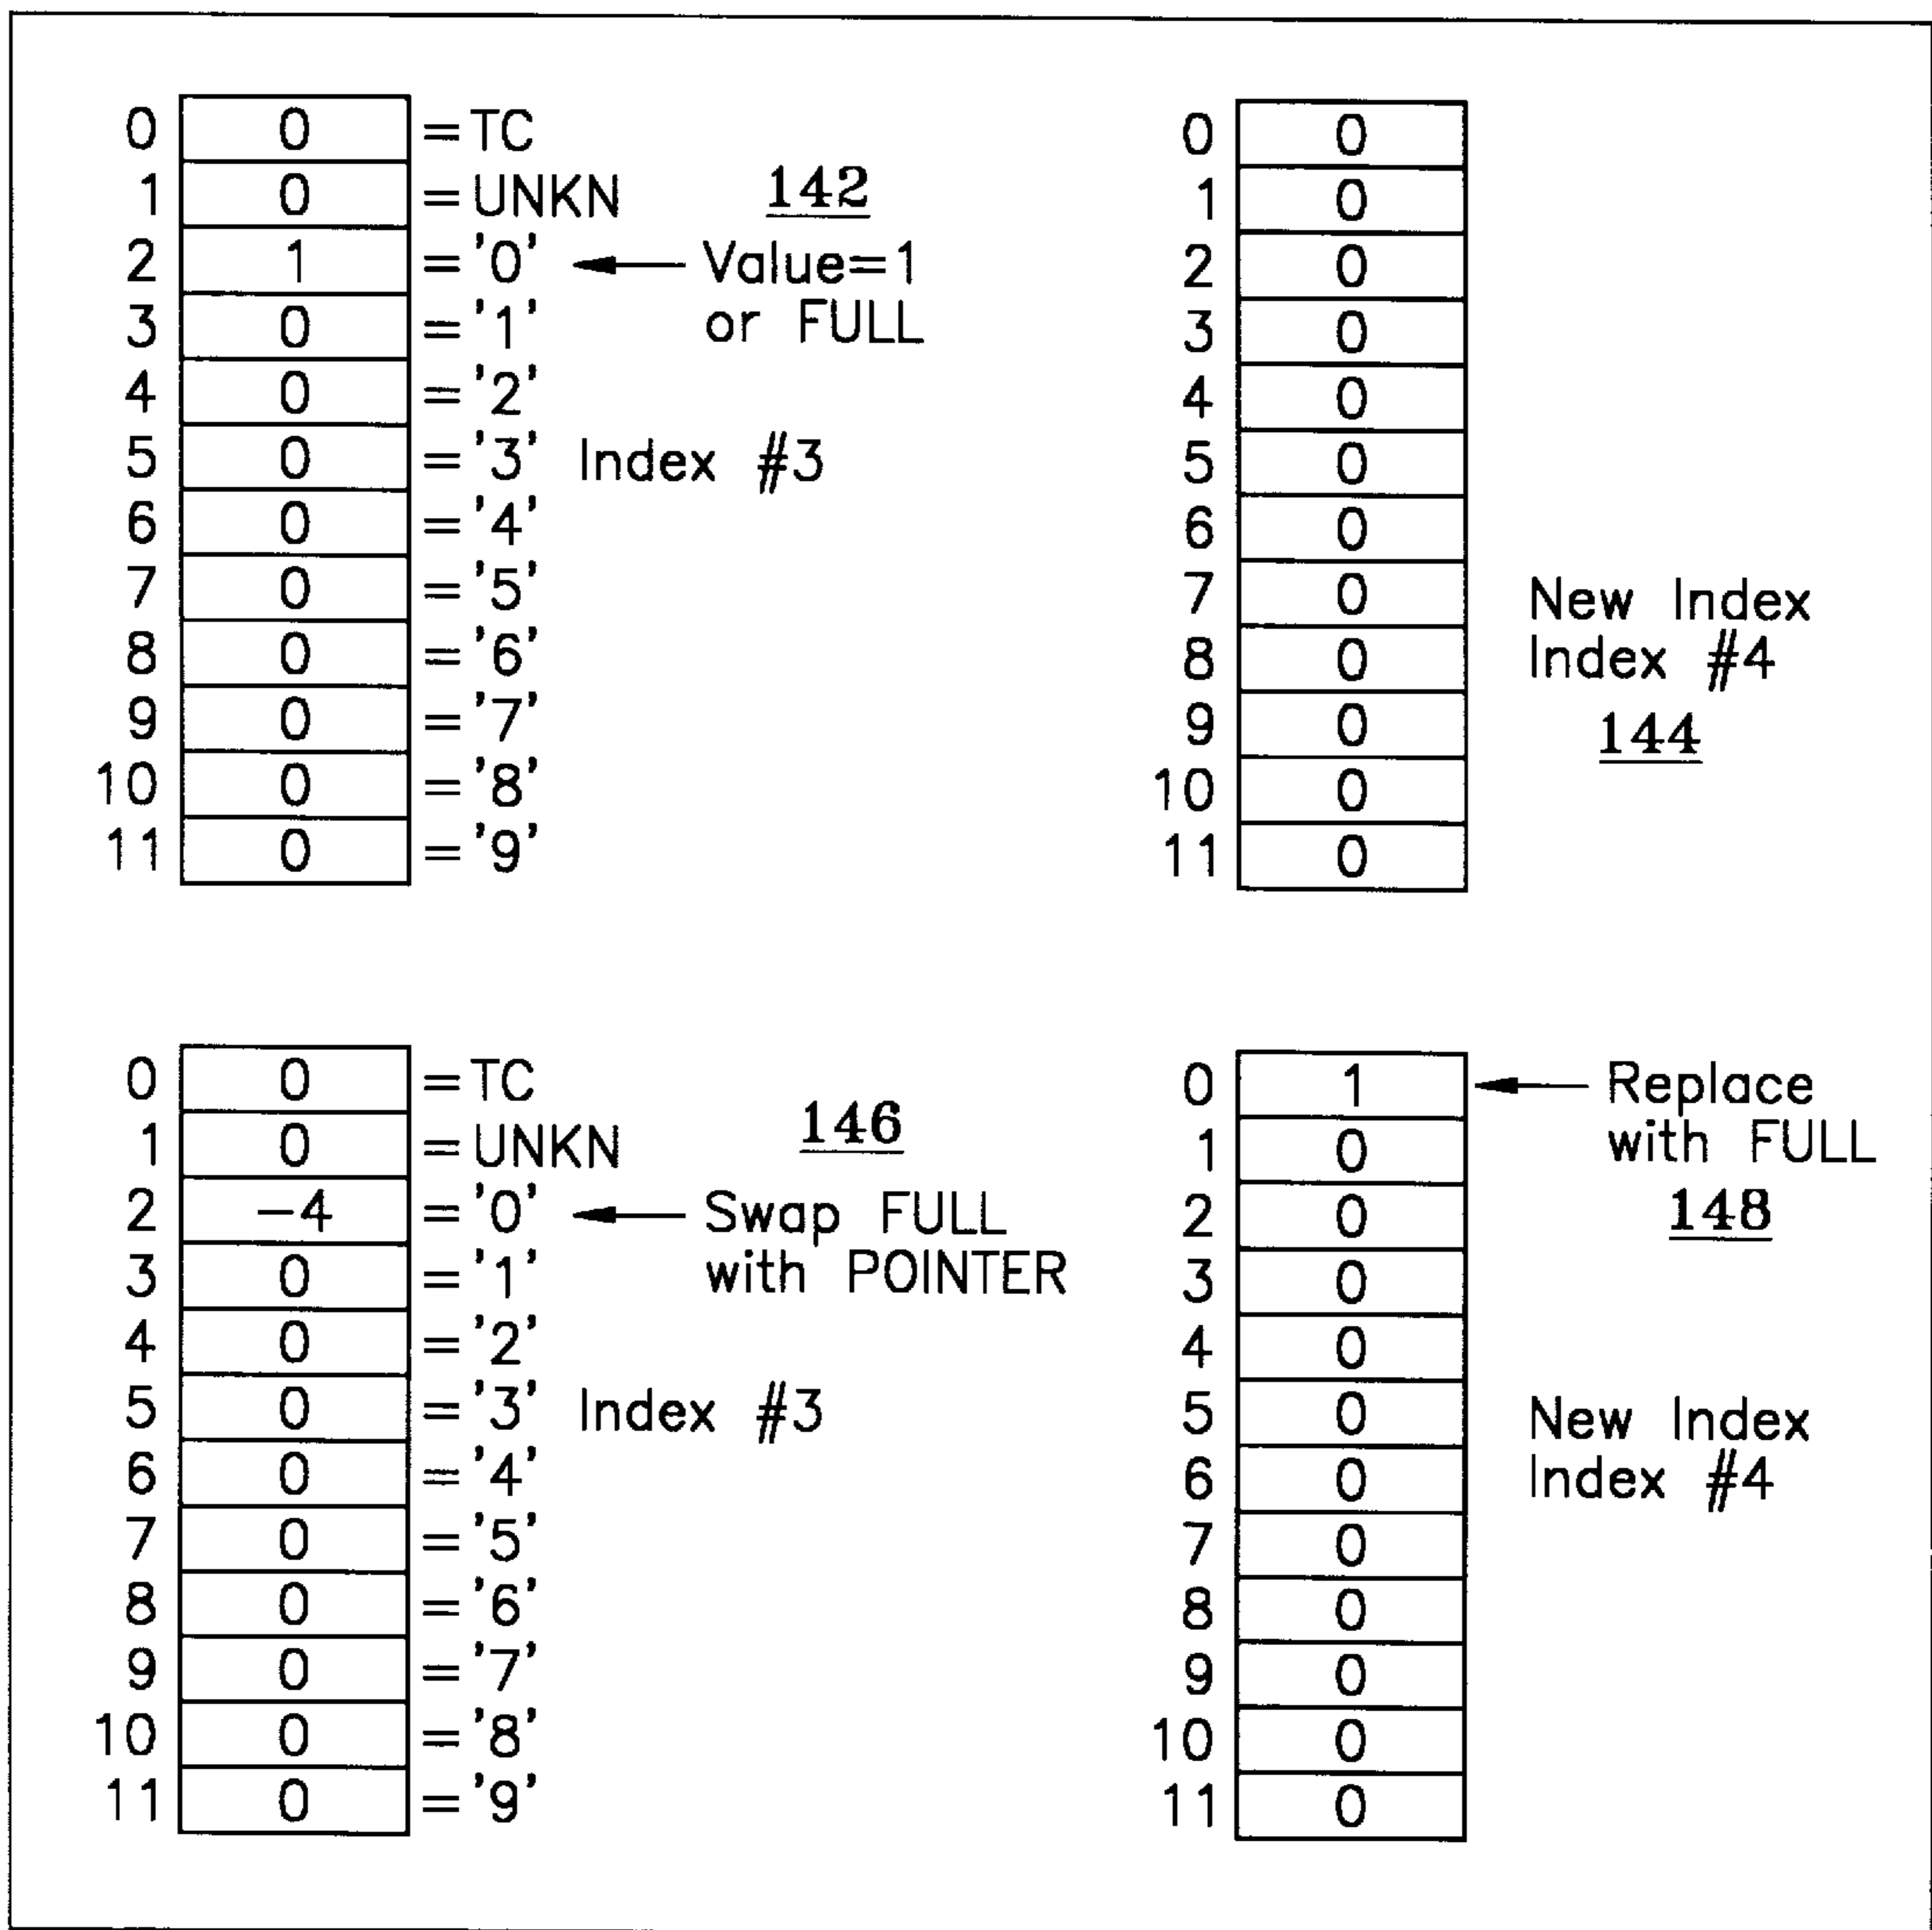 0 0 =TC
1 0 =UNKN 142
2 1 ='0' Value=1
3 0 ='1' or FULL
4 0 ='2'
5 0 ='3' Index #3
6 0 ='4'
7 0 ='5'
8 0 ='6'
9 0 ='7'
10 0 ='8'
11 0 ='9'
0 0
1 0
2 0
3 0
4 0
5 0
6 0
7 0 New Index
8 0 Index #4
9 0 144
10 0
11 0
0 0 =TC
1 0 =UNKN 146
2 -4 ='0' Swap FULL
3 0 ='1' with POINTER
4 0 ='2'
5 0 ='3' Index #3
6 0 ='4'
7 0 ='5'
8 0 ='6'
9 0 ='7'
10 0 ='8'
11 0 ='9'
0 1 Replace
1 0 with FULL
2 0 148
3 0
4 0
5 0 New Index
6 0 Index #4
7 0
8 0
9 0
10 0
11 0